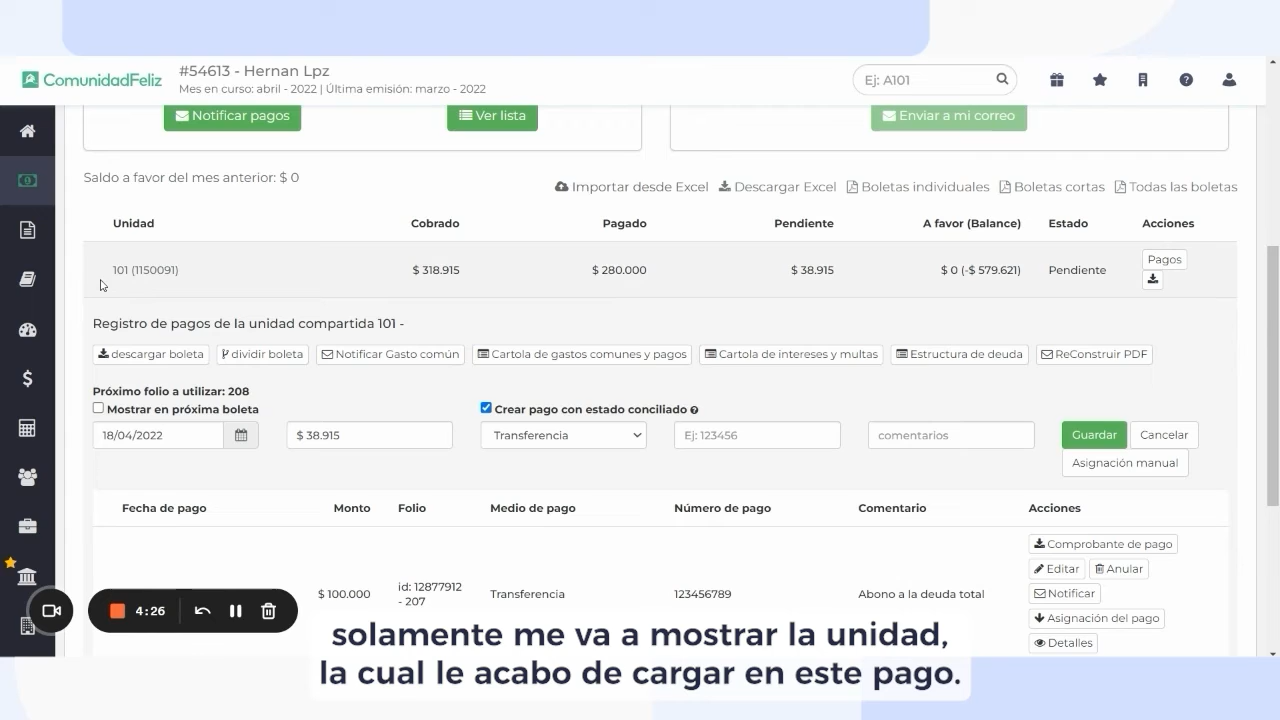 ComunidadFeliz
#54613 - Hernan Lpz
Mes en curso: abril - 2022 | Última emisión: marzo - 2022
Ej: A101
Notificar pagos
Ver lista
Enviar a mi correo
Saldo a favor del mes anterior: $ 0
Importar desde Excel Descargar Excel Boletas individuales Boletas cortas Todas las boletas
Unidad Cobrado Pagado Pendiente A favor (Balance) Estado Acciones
101 (1150091) $ 318.915 $ 280.000 $ 38.915 $ 0 (-$ 579.621) Pendiente Pagos
Registro de pagos de la unidad compartida 101 -
descargar boleta dividir boleta Notificar Gasto común Cartola de gastos comunes y pagos Cartola de intereses y multas Estructura de deuda ReConstruir PDF
Próximo folio a utilizar: 208
Mostrar en próxima boleta Crear pago con estado conciliado
18/04/2022 $ 38.915 Transferencia Ej: 123456 comentarios Guardar Cancelar
Asignación manual
Fecha de pago Monto Folio Medio de pago Número de pago Comentario Acciones
Comprobante de pago
Editar Anular
$ 100.000 id: 12877912 Transferencia 123456789 Abono a la deuda total Notificar
- 207
Asignación del pago
Detalles
4:26
solamente me va a mostrar la unidad,
la cual le acabo de cargar en este pago.